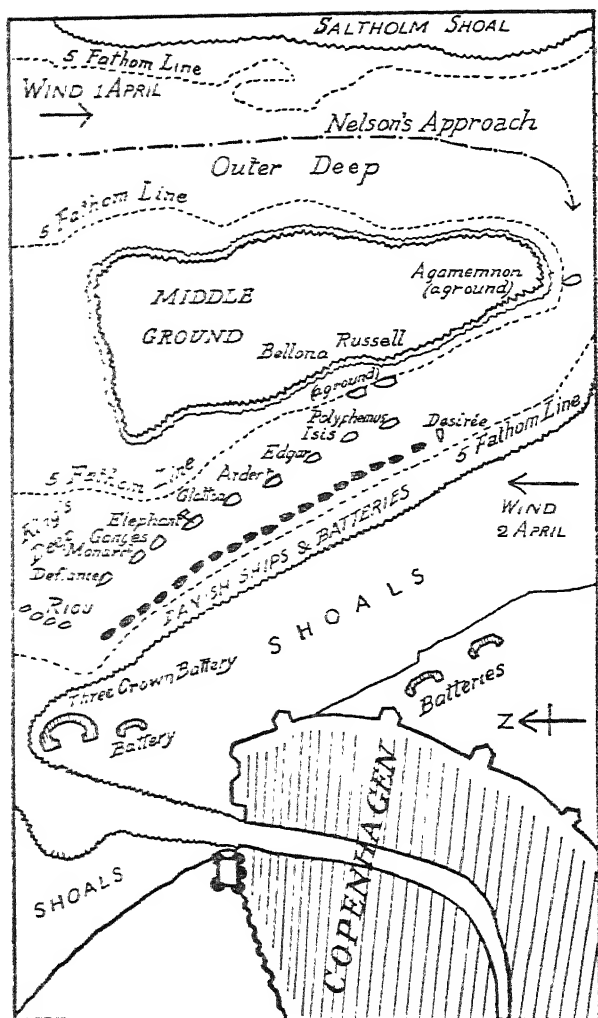 SALTHOLM SHOAL
5 Fathom Line
WIND 1 APRIL
Nelson's Approach
Outer Deep
5 Fathom Line
Agamemnon
(aground)
MIDDLE
GROUND
Bellona Russell
(aground)
Polyphemus
Isis
Desirée
5 Fathom Line
Edgar
5 Fathom Line
Ardent
Glatton
King's
Deep
Elephant
Ganges
Monarch
Defiance
RIOU
WIND
2 APRIL
DANISH SHIPS & BATTERIES
SHOALS
Three Crown Battery
Battery
Batteries
N
COPENHAGEN
SHOALS